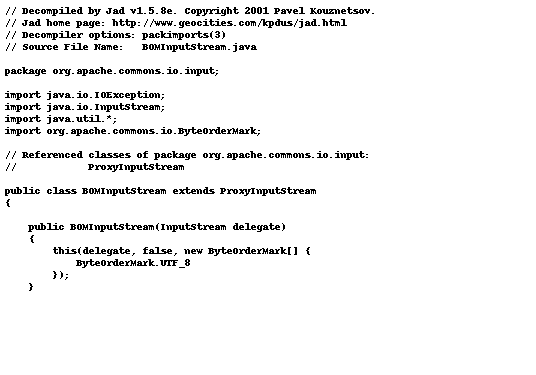 // Decompiled by Jad v1.5.8e. Copyright 2001 Pavel Kouznetsov.
// Jad home page: http://www.geocities.com/kpdus/jad.html
// Decompiler options: packimports(3)
// Source File Name:   BOMInputStream.java

package org.apache.commons.io.input;

import java.io.IOException;
import java.io.InputStream;
import java.util.*;
import org.apache.commons.io.ByteOrderMark;

// Referenced classes of package org.apache.commons.io.input:
//            ProxyInputStream

public class BOMInputStream extends ProxyInputStream
{

    public BOMInputStream(InputStream delegate)
    {
        this(delegate, false, new ByteOrderMark[] {
            ByteOrderMark.UTF_8
        });
    }